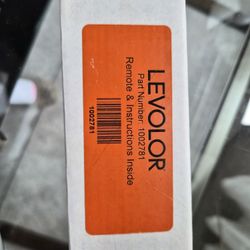 LEVOLOR
Part Number: 1002781
Remote & Instructions Inside
1002781